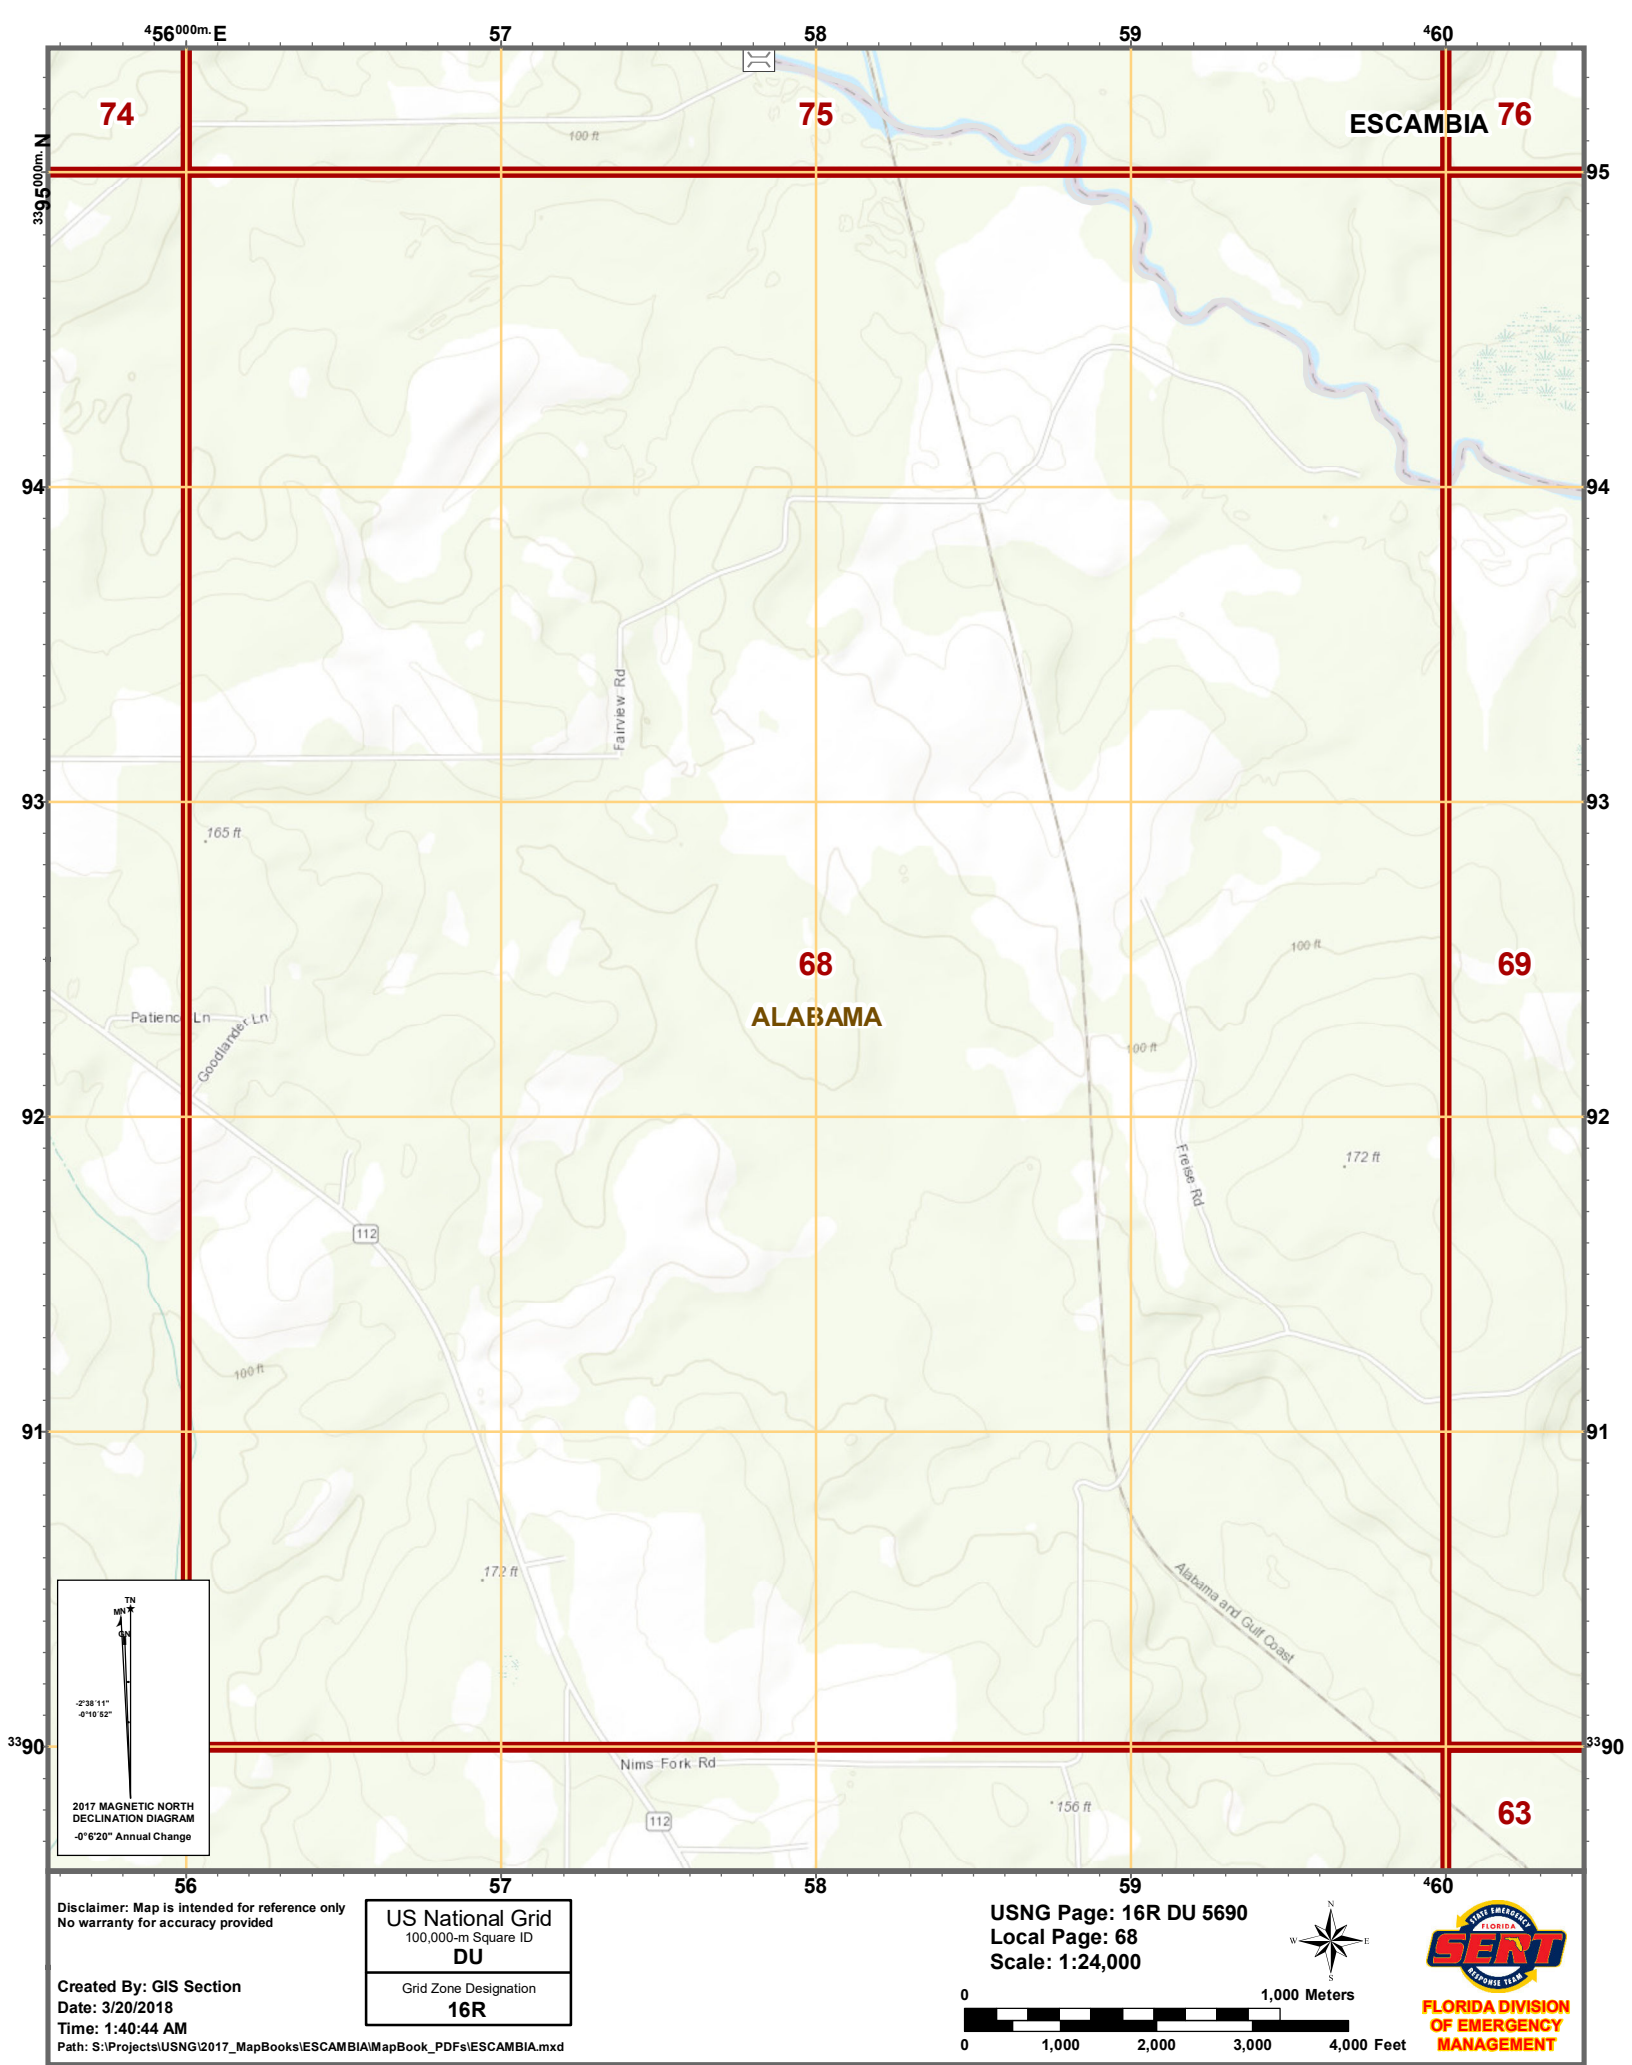 456000m.E 57 58 59 460
74 75 ESCAMBIA 76
3395000m.N 95
100 ft
94 94
Fairview Rd
93 93
165 ft
68 69
100 ft
ALABAMA
Patience Ln
Goodlander Ln
100 ft
92 92
Freise Rd
172 ft
112
100 ft
91 91
172 ft
Alabama and Gulf Coast
TN
MN
GN
-2°38'11"
-0°10'52"
3390 3390
Nims Fork Rd
156 ft
63
112
2017 MAGNETIC NORTH
DECLINATION DIAGRAM
-0°6'20" Annual Change
56 57 58 59 460
Disclaimer: Map is intended for reference only
No warranty for accuracy provided
Created By: GIS Section
Date: 3/20/2018
Time: 1:40:44 AM
Path: S:\Projects\USNG\2017_MapBooks\ESCAMBIA\MapBook_PDFs\ESCAMBIA.mxd
US National Grid
100,000-m Square ID
DU
Grid Zone Designation
16R
USNG Page: 16R DU 5690
Local Page: 68
Scale: 1:24,000
N
W E
S
0 1,000 Meters
0 1,000 2,000 3,000 4,000 Feet
STATE EMERGENCY
FLORIDA
SERT
RESPONSE TEAM
FLORIDA DIVISION
OF EMERGENCY
MANAGEMENT